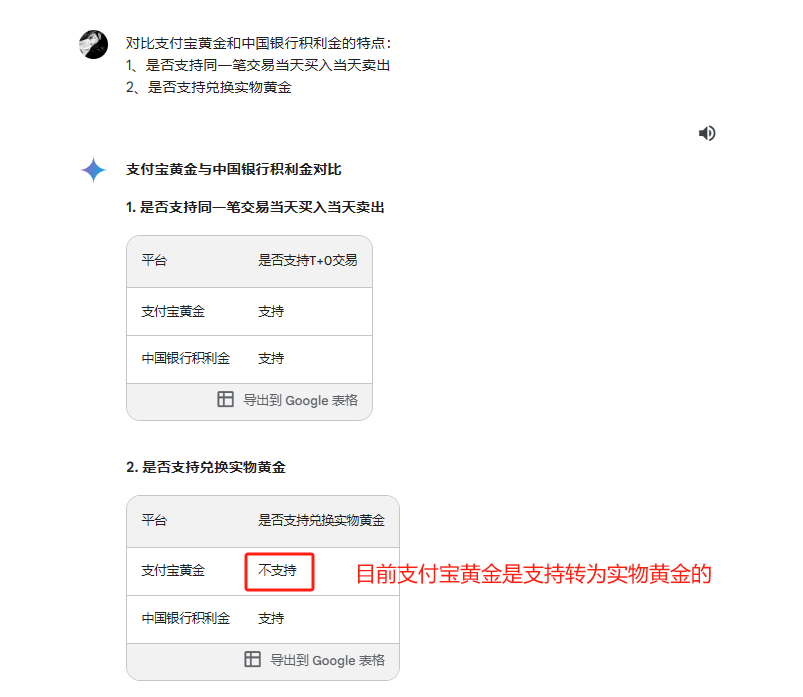 对比支付宝黄金和中国银行积利金的特点：
1、是否支持同一笔交易当天买入当天卖出
2、是否支持兑换实物黄金
支付宝黄金与中国银行积利金对比
1. 是否支持同一笔交易当天买入当天卖出
平台 是否支持T+0交易
支付宝黄金 支持
中国银行积利金 支持
导出到 Google 表格
2. 是否支持兑换实物黄金
平台 是否支持兑换实物黄金
支付宝黄金 不支持 目前支付宝黄金是支持转为实物黄金的
中国银行积利金 支持
导出到 Google 表格